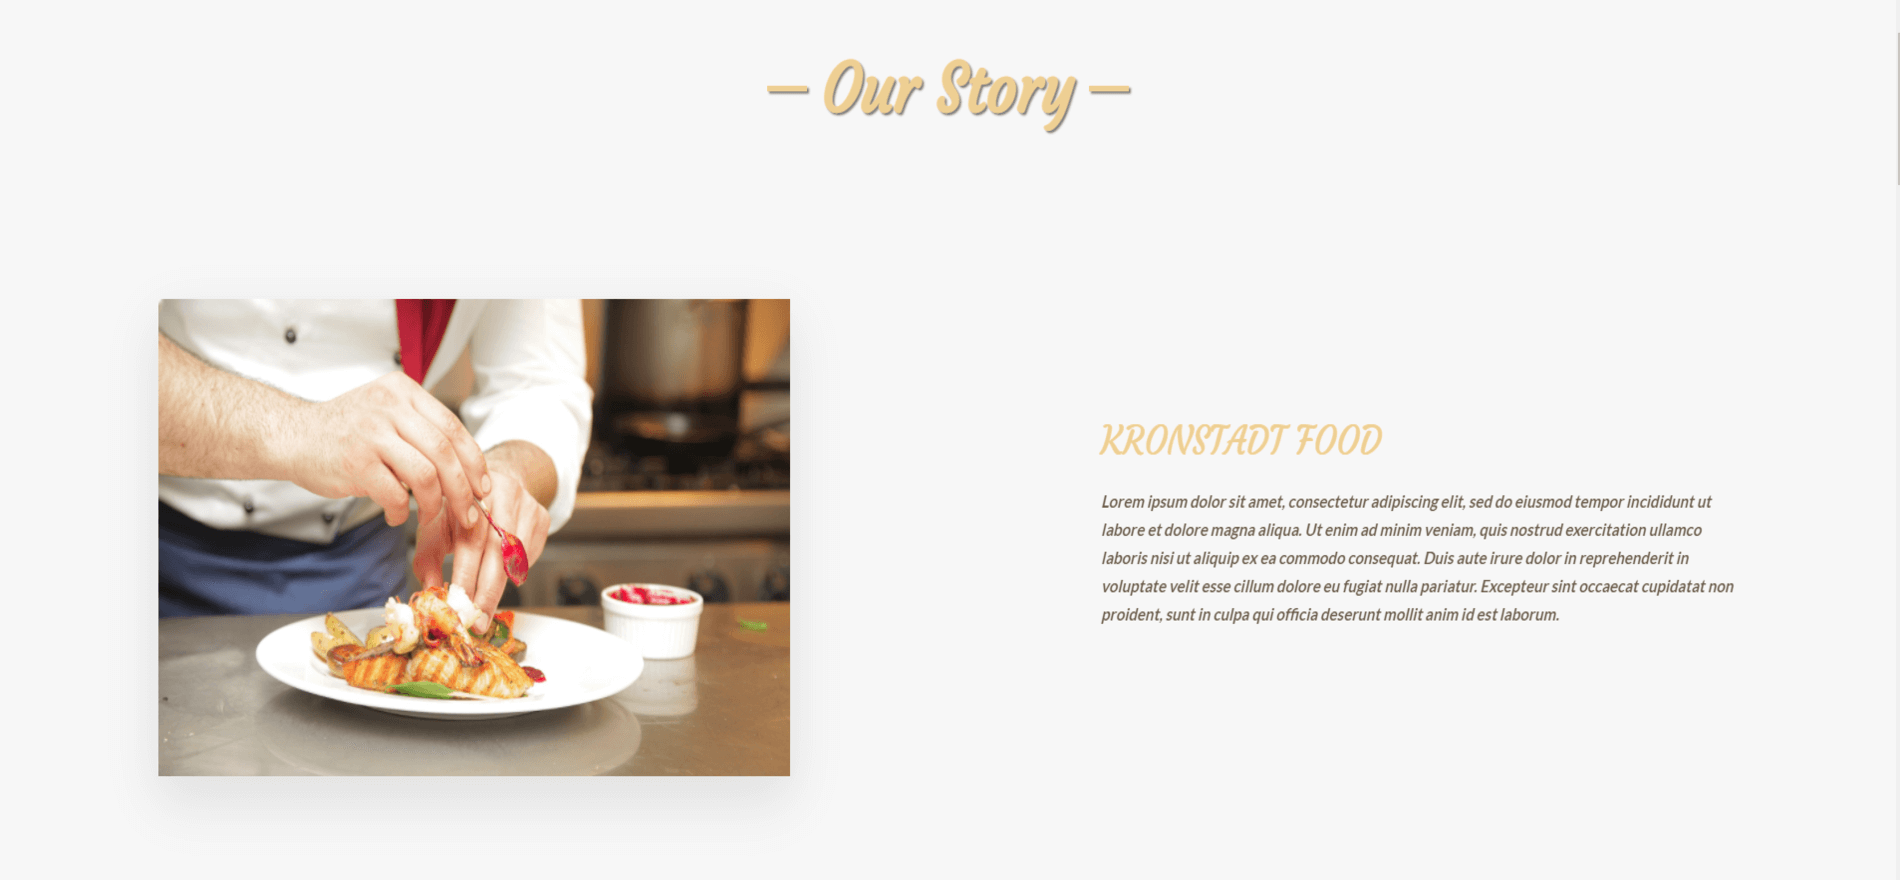 — Our Story —
KRONSTADT FOOD
Lorem ipsum dolor sit amet, consectetur adipiscing elit, sed do eiusmod tempor incididunt ut
labore et dolore magna aliqua. Ut enim ad minim veniam, quis nostrud exercitation ullamco
laboris nisi ut aliquip ex ea commodo consequat. Duis aute irure dolor in reprehenderit in
voluptate velit esse cillum dolore eu fugiat nulla pariatur. Excepteur sint occaecat cupidatat non
proident, sunt in culpa qui officia deserunt mollit anim id est laborum.